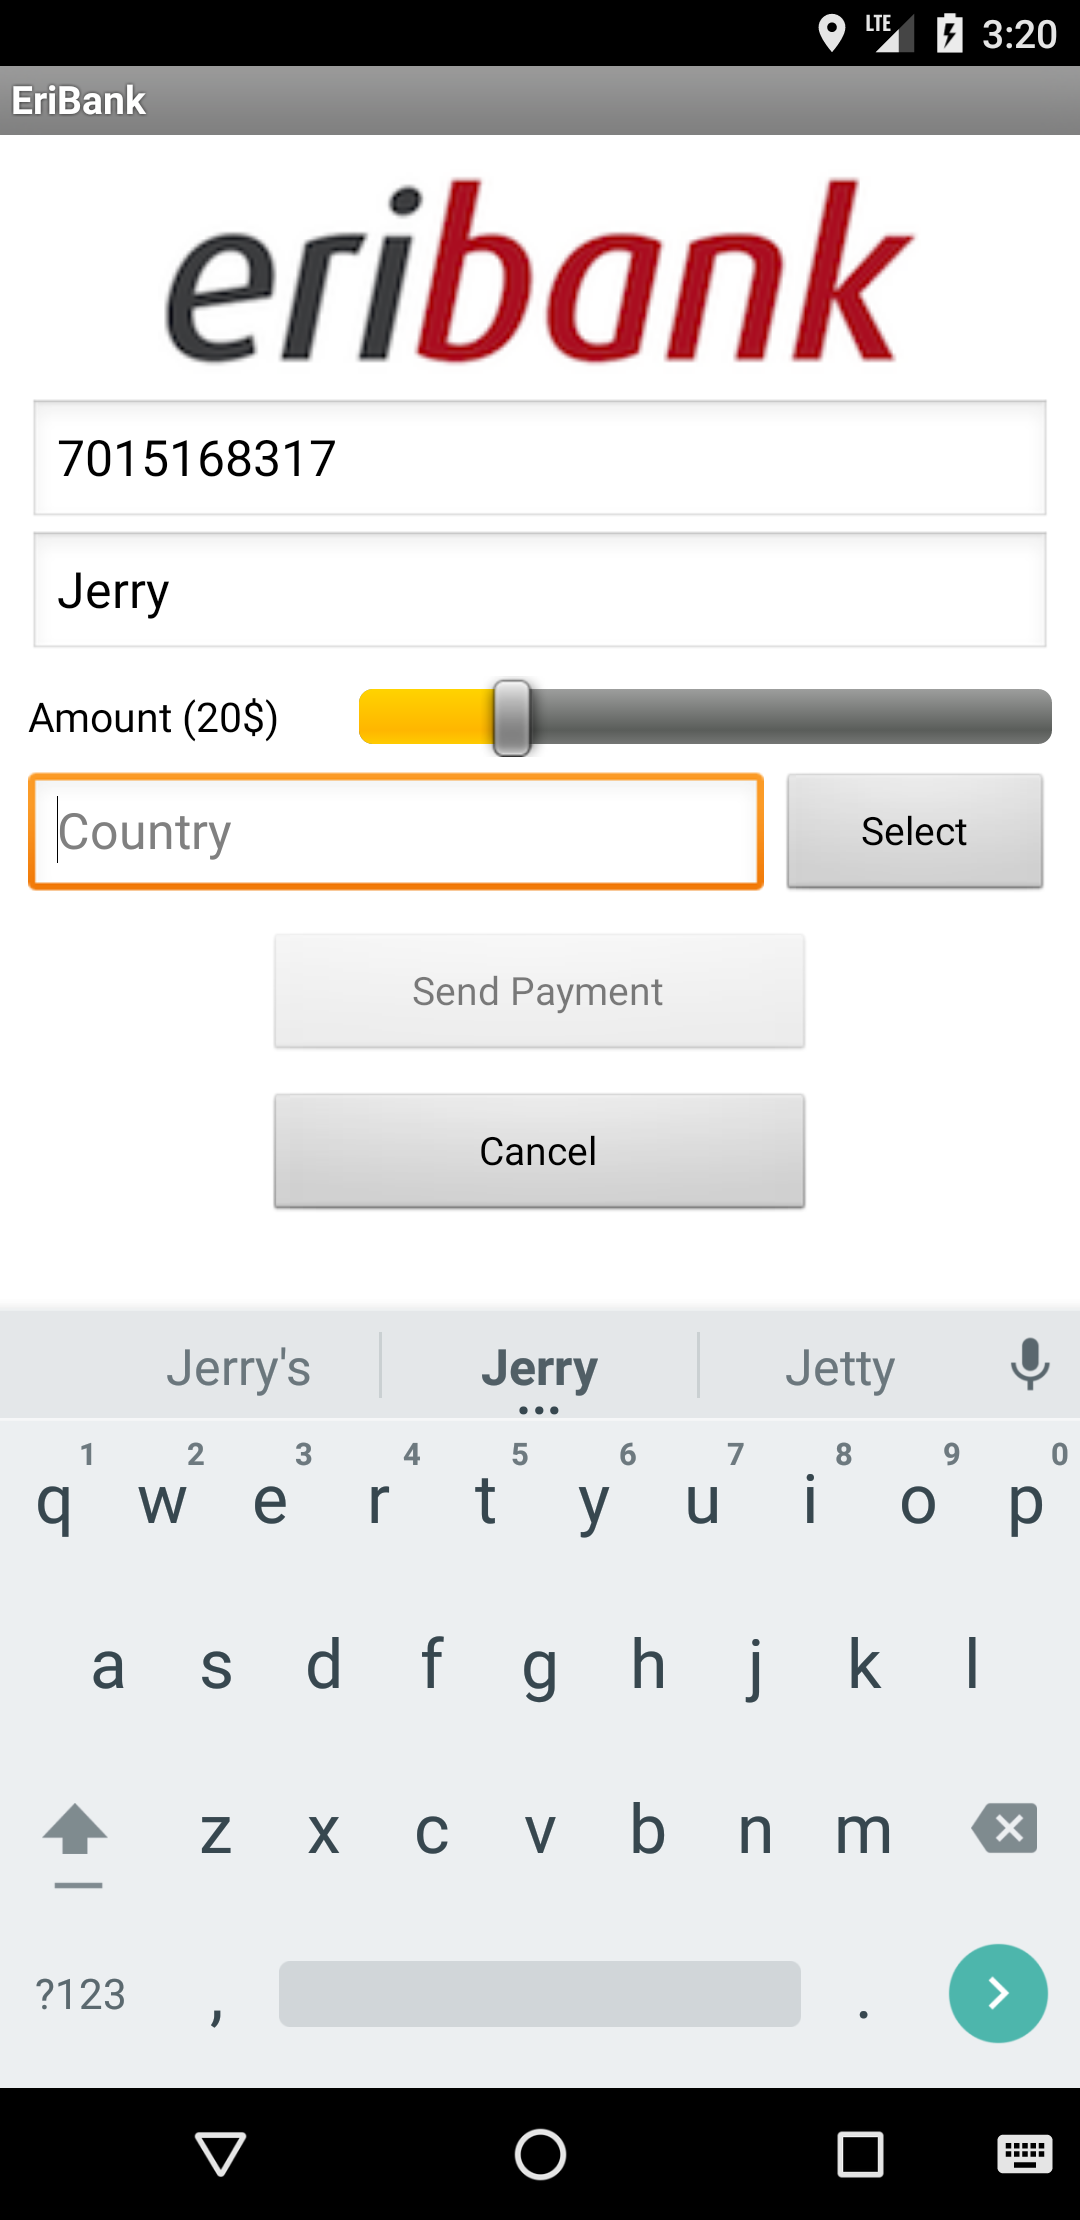 LTE 3:20
EriBank
eribank
7015168317
Jerry
Amount (20$)
Country
Select
Send Payment
Cancel
Jerry's Jerry Jetty
1 2 3 4 5 6 7 8 9 0
q w e r t y u i o p
a s d f g h j k l
z x c v b n m
?123 , .